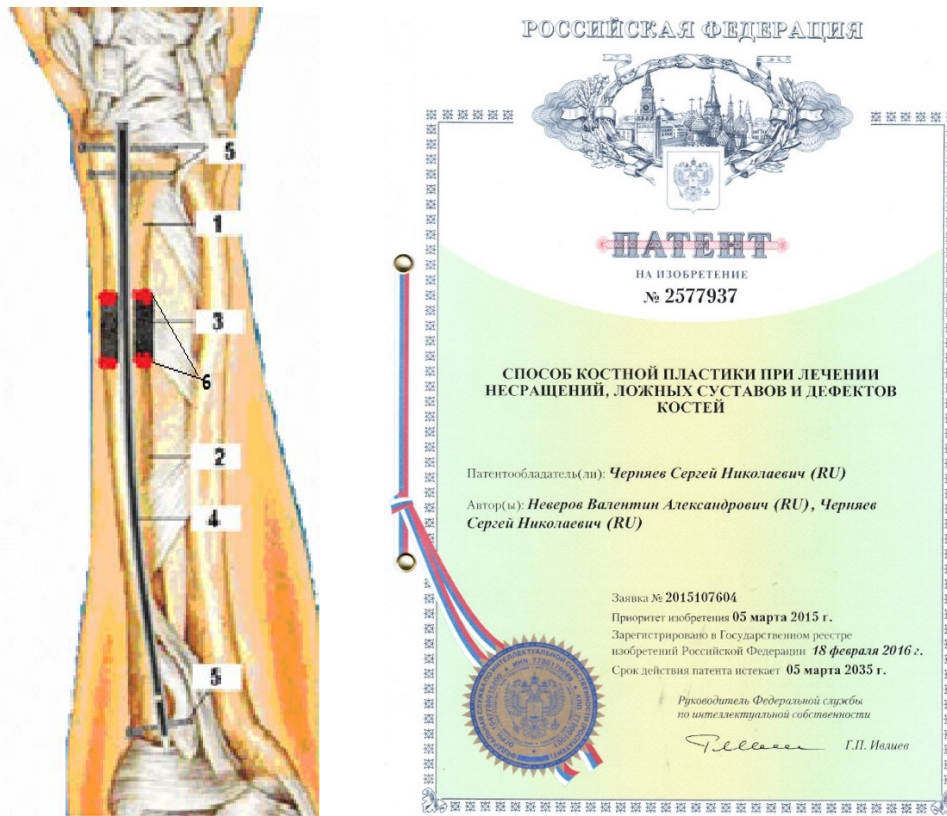 5
1
3
6
2
4
5
РОССИЙСКАЯ ФЕДЕРАЦИЯ
ПАТЕНТ
НА ИЗОБРЕТЕНИЕ
№ 2577937
СПОСОБ КОСТНОЙ ПЛАСТИКИ ПРИ ЛЕЧЕНИИ
НЕСРАЩЕНИЙ, ЛОЖНЫХ СУСТАВОВ И ДЕФЕКТОВ
КОСТЕЙ
Патентообладатель(ли): Черняев Сергей Николаевич (RU)
Автор(ы): Неверов Валентин Александрович (RU), Черняев
Сергей Николаевич (RU)
Заявка № 2015107604
Приоритет изобретения 05 марта 2015 г.
Зарегистрировано в Государственном реестре
изобретений Российской Федерации 18 февраля 2016 г.
Срок действия патента истекает 05 марта 2035 г.
Руководитель Федеральной службы
по интеллектуальной собственности
Г.П. Ивлиев